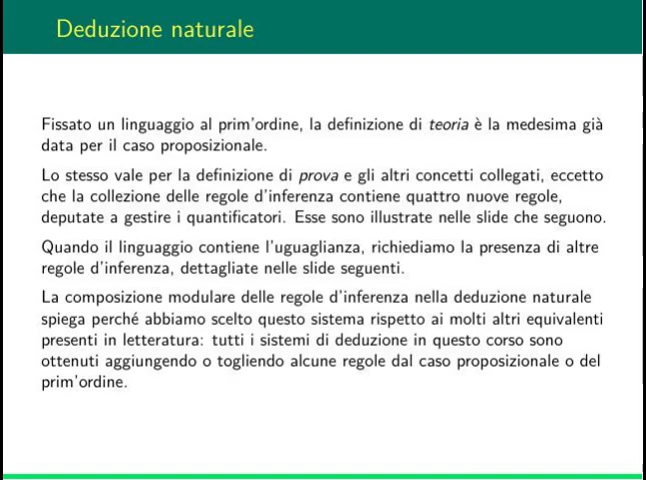 Deduzione naturale
Fissato un linguaggio al prim'ordine, la definizione di teoria è la medesima già
data per il caso proposizionale.
Lo stesso vale per la definizione di prova e gli altri concetti collegati, eccetto
che la collezione delle regole d'inferenza contiene quattro nuove regole,
deputate a gestire i quantificatori. Esse sono illustrate nelle slide che seguono.
Quando il linguaggio contiene l'uguaglianza, richiediamo la presenza di altre
regole d'inferenza, dettagliate nelle slide seguenti.
La composizione modulare delle regole d'inferenza nella deduzione naturale
spiega perché abbiamo scelto questo sistema rispetto ai molti altri equivalenti
presenti in letteratura: tutti i sistemi di deduzione in questo corso sono
ottenuti aggiungendo o togliendo alcune regole dal caso proposizionale o del
prim'ordine.